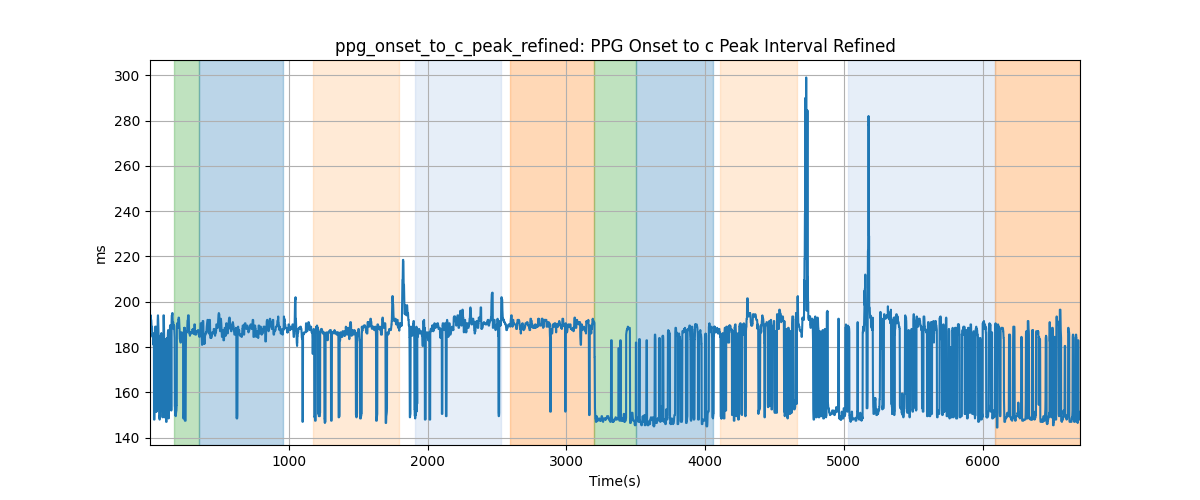 ppg_onset_to_c_peak_refined: PPG Onset to c Peak Interval Refined
300
280
260
240
220
200
180
160
140
ms
1000 2000 3000 4000 5000 6000
Time(s)